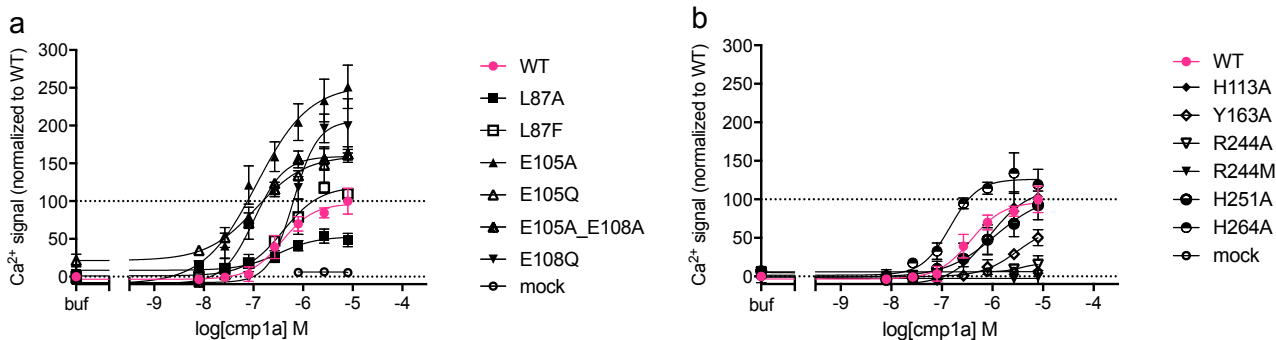 a
Ca²⁺ signal (normalized to WT)
300
250
200
150
100
50
0
buf
-9
-8
-7
-6
-5
-4
log[cmp1a] M
WT
L87A
L87F
E105A
E105Q
E105A_E108A
E108Q
mock
b
Ca²⁺ signal (normalized to WT)
300
250
200
150
100
50
0
buf
-9
-8
-7
-6
-5
-4
log[cmp1a] M
WT
H113A
Y163A
R244A
R244M
H251A
H264A
mock